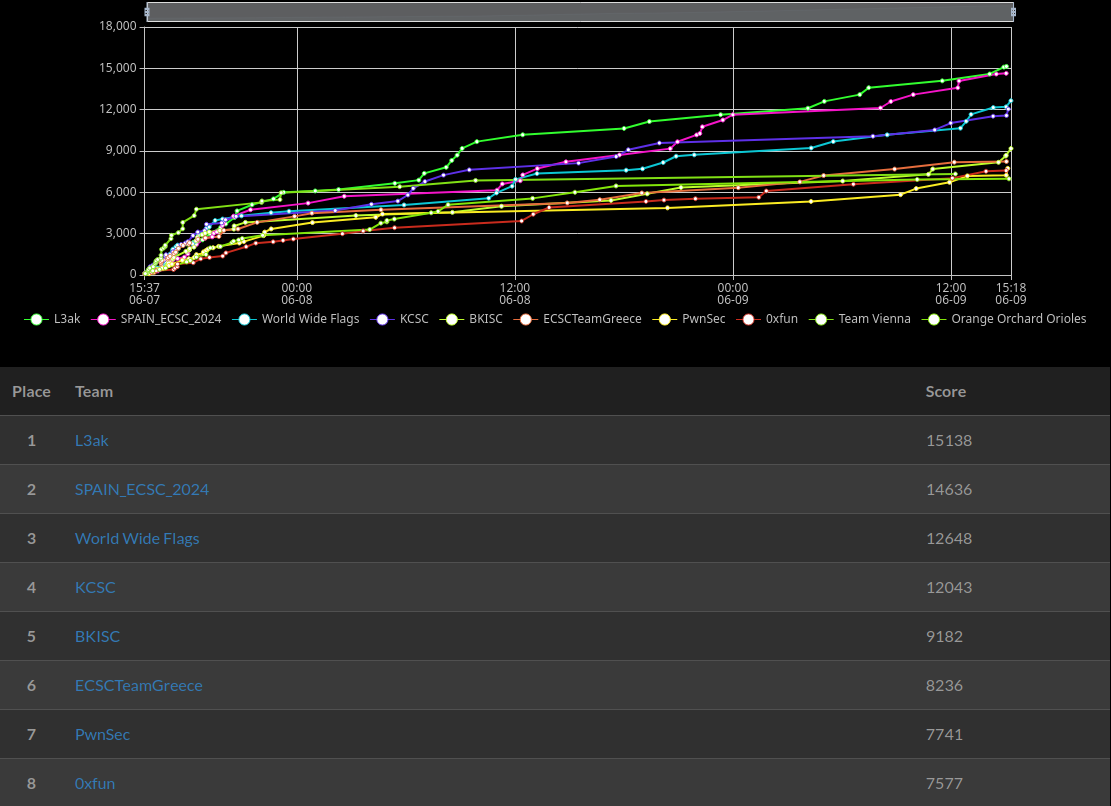 18,000
15,000
12,000
9,000
6,000
3,000
0
15:37 00:00 12:00 00:00 12:00 15:18
06-07 06-08 06-08 06-09 06-09 06-09
L3ak SPAIN_ECSC_2024 World Wide Flags KCSC BKISC ECSCTeamGreece PwnSec 0xfun Team Vienna Orange Orchard Orioles
Place Team Score
1 L3ak 15138
2 SPAIN_ECSC_2024 14636
3 World Wide Flags 12648
4 KCSC 12043
5 BKISC 9182
6 ECSCTeamGreece 8236
7 PwnSec 7741
8 0xfun 7577